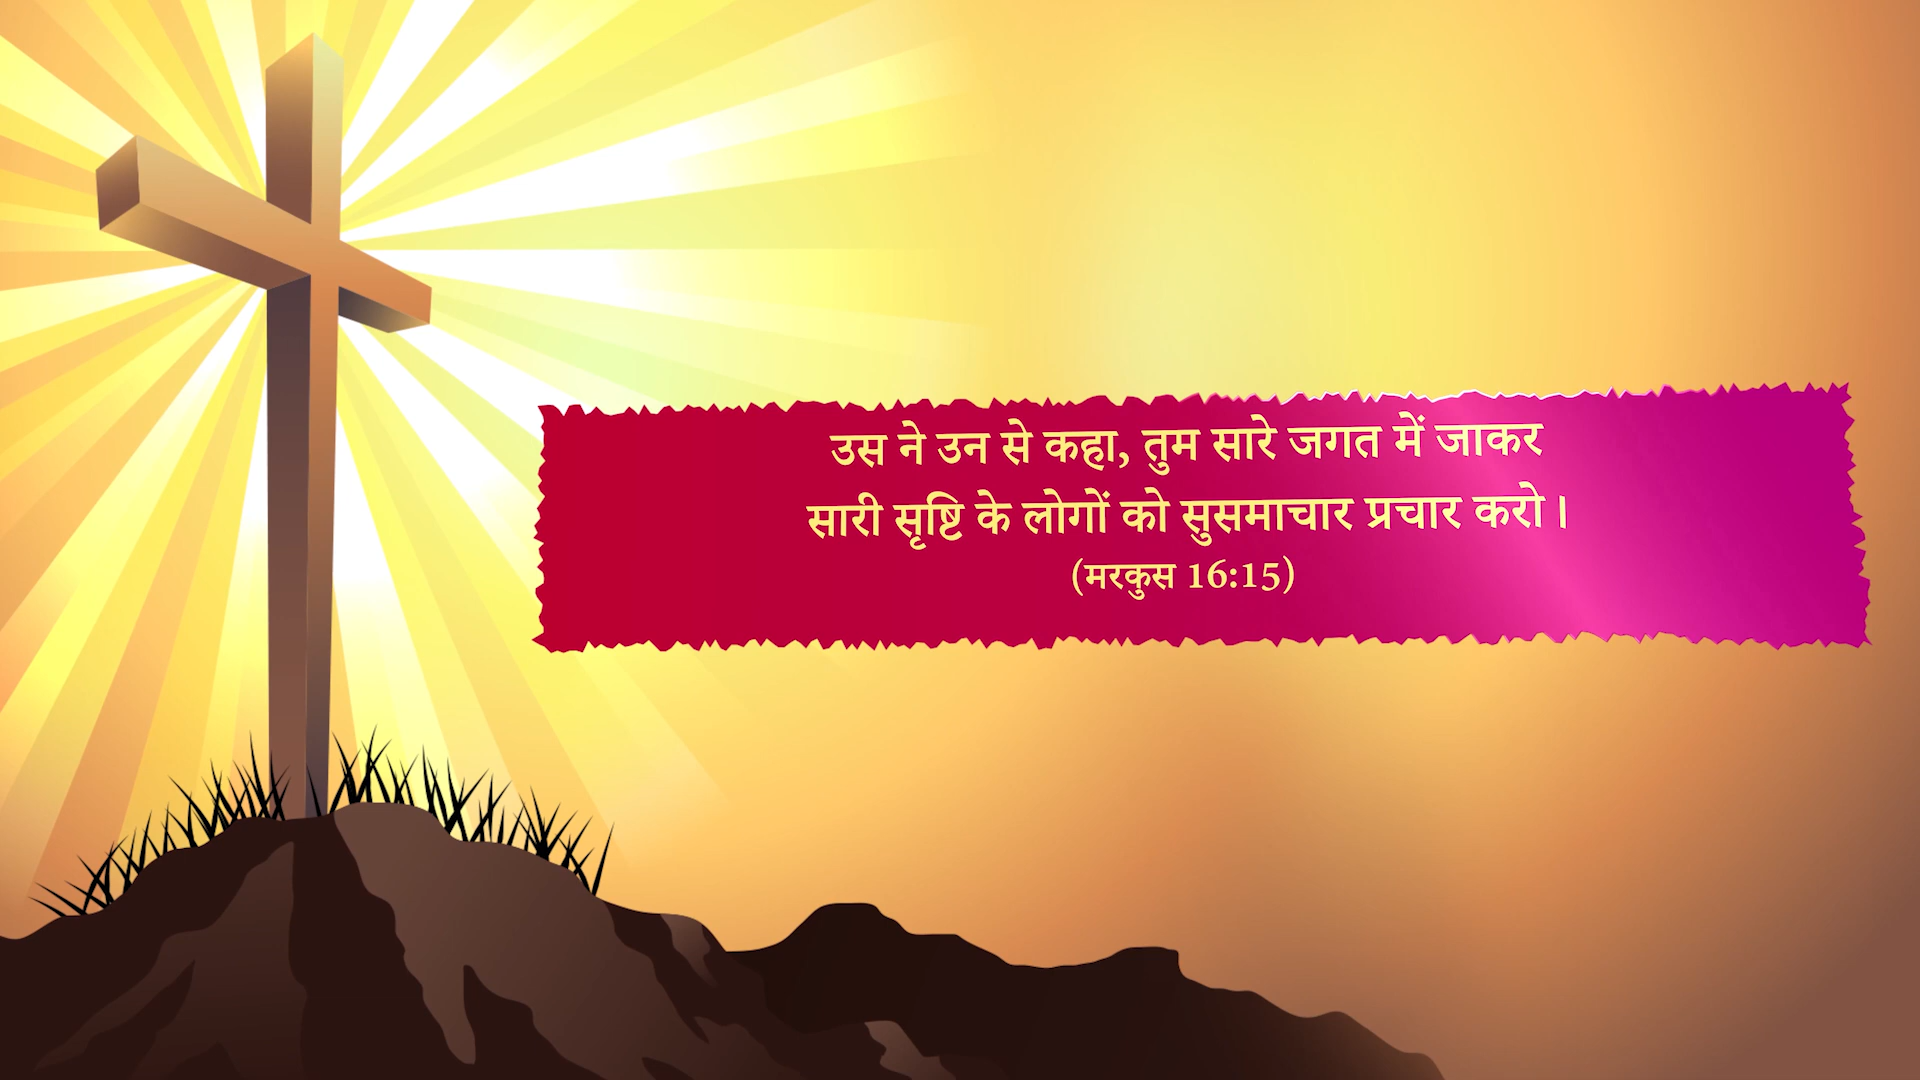 उस ने उन से कहा, तुम सारे जगत में जाकर
सारी सृष्टि के लोगों को सुसमाचार प्रचार करो।
(मरकुस 16:15)